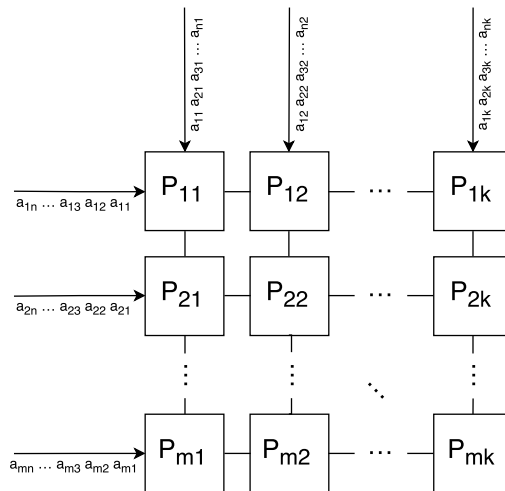 a₁₁ a₂₁ a₃₁ … aₙ₁
a₁₂ a₂₂ a₃₂ … aₙ₂
a₁ₖ a₂ₖ a₃ₖ … aₙₖ
P₁₁ P₁₂ … P₁ₖ
a₁ₙ … a₁₃ a₁₂ a₁₁
P₂₁ P₂₂ … P₂ₖ
a₂ₙ … a₂₃ a₂₂ a₂₁
Pₘ₁ Pₘ₂ … Pₘₖ
aₘₙ … aₘ₃ aₘ₂ aₘ₁